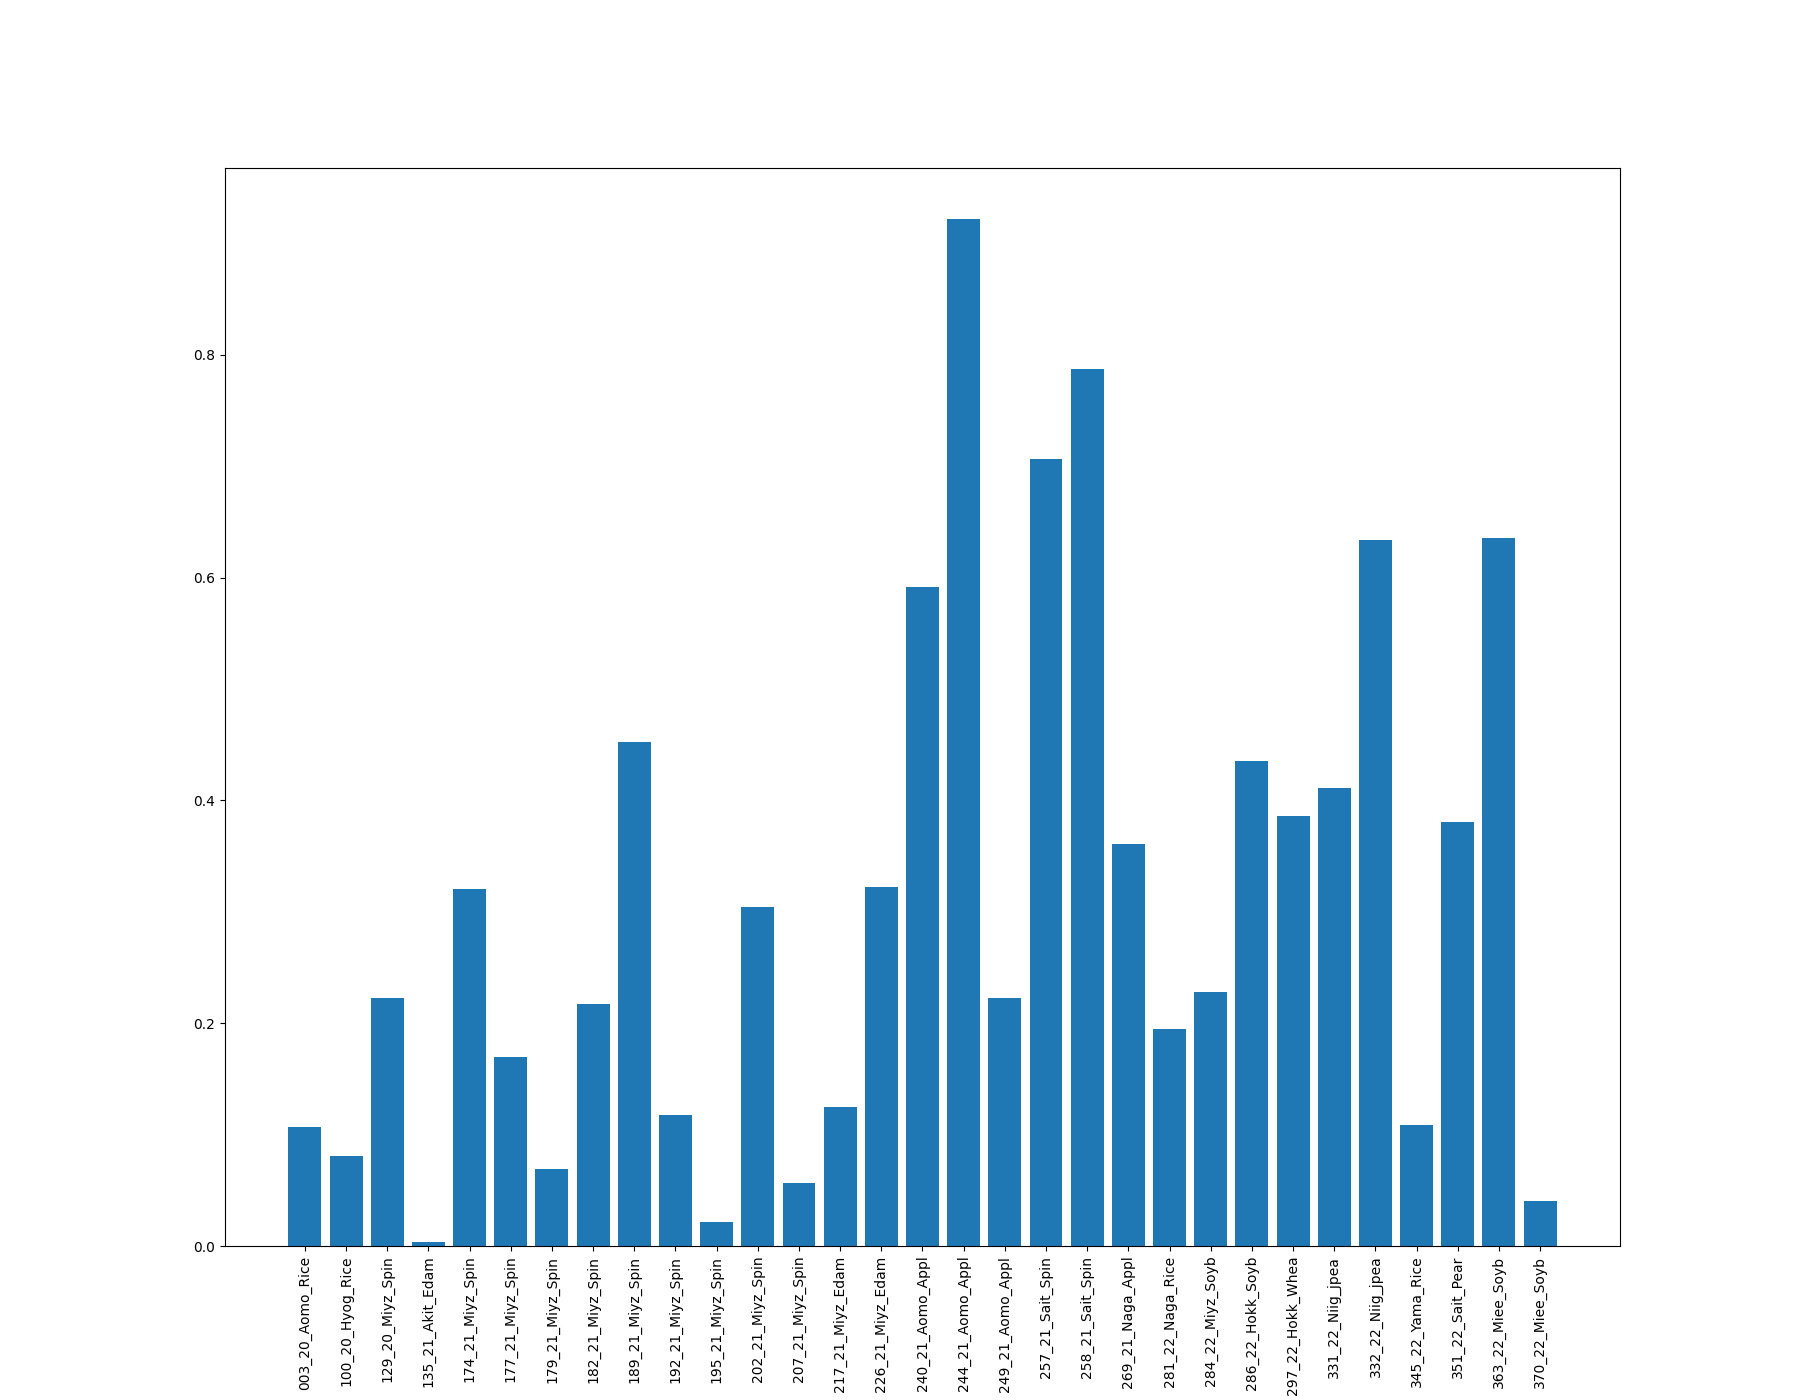 0.8
0.6
0.4
0.2
0.0
003_20_Aomo_Rice
100_20_Hyog_Rice
129_20_Miyz_Spin
135_21_Akit_Edam
174_21_Miyz_Spin
177_21_Miyz_Spin
179_21_Miyz_Spin
182_21_Miyz_Spin
189_21_Miyz_Spin
192_21_Miyz_Spin
195_21_Miyz_Spin
202_21_Miyz_Spin
207_21_Miyz_Spin
217_21_Miyz_Edam
226_21_Miyz_Edam
240_21_Aomo_Appl
244_21_Aomo_Appl
249_21_Aomo_Appl
257_21_Sait_Spin
258_21_Sait_Spin
269_21_Naga_Appl
281_22_Naga_Rice
284_22_Miyz_Soyb
286_22_Hokk_Soyb
297_22_Hokk_Whea
331_22_Niig_jpea
332_22_Niig_jpea
345_22_Yama_Rice
351_22_Sait_Pear
363_22_Miee_Soyb
370_22_Miee_Soyb